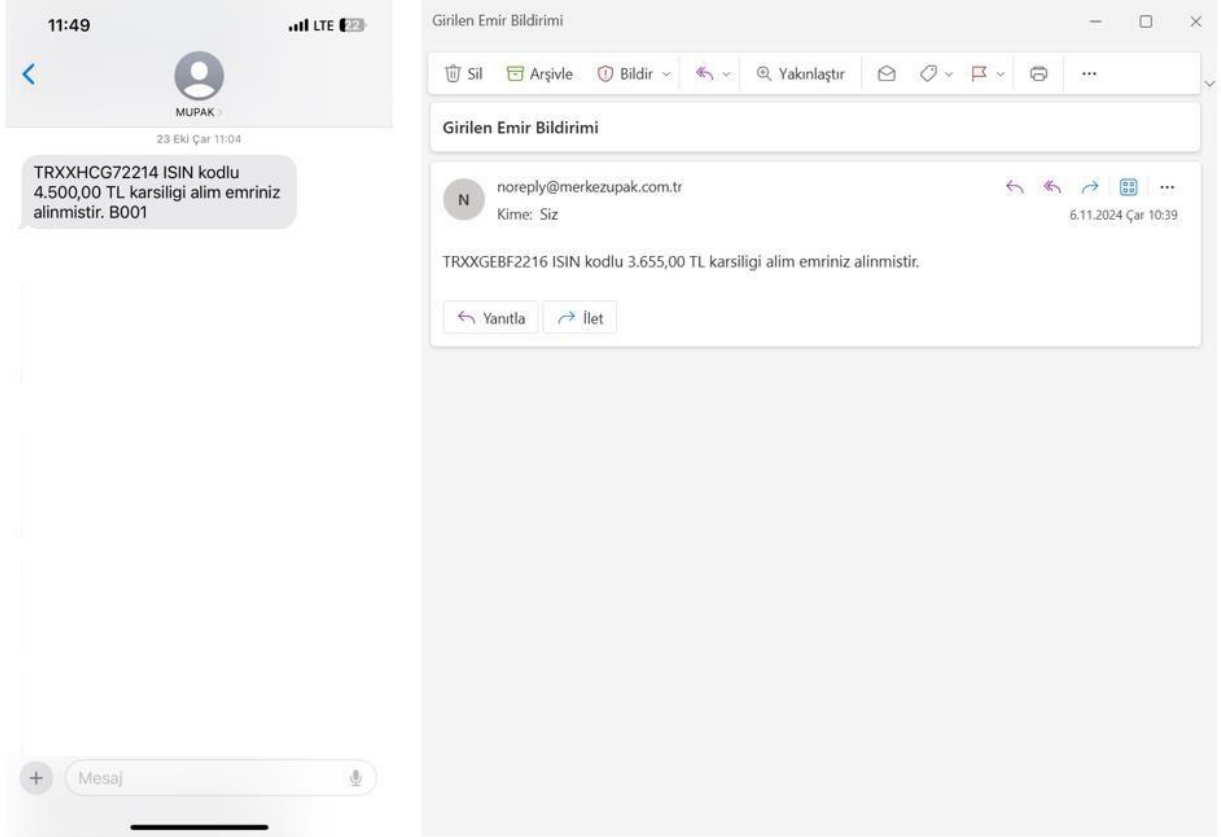 11:49
LTE 22
MUPAK
23 Eki Çar 11:04
TRXXHCG72214 ISIN kodlu
4.500,00 TL karsiligi alim emriniz
alinmistir. B001
Mesaj
Girilen Emir Bildirimi
Sil Arşivle Bildir Yakınlaştır
Girilen Emir Bildirimi
N
noreply@merkezupak.com.tr
Kime: Siz
6.11.2024 Çar 10:39
TRXXGEBF2216 ISIN kodlu 3.655,00 TL karsiligi alim emriniz alinmistir.
Yanıtla İlet